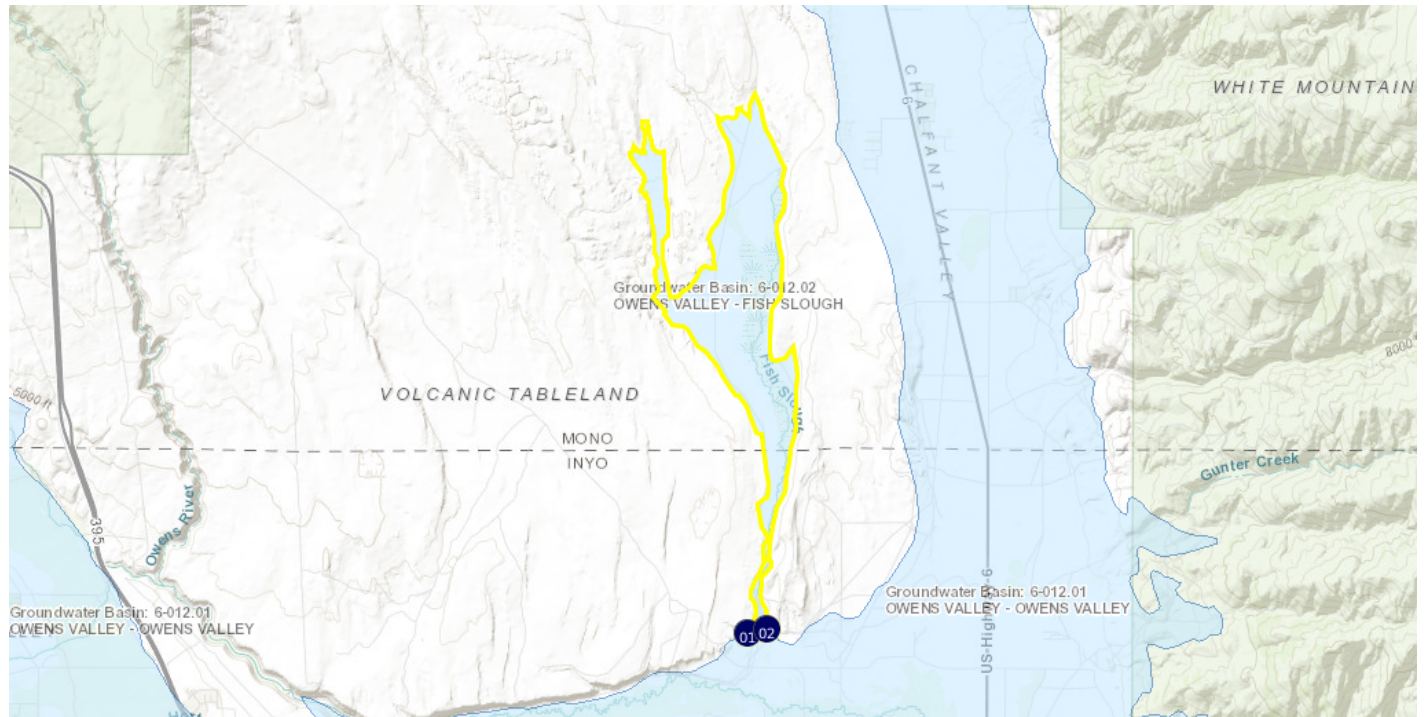 WHITE MOUNTAIN
CHALFANT VALLEY
6
Groundwater Basin: 6-012.02
OWENS VALLEY - FISH SLOUGH
8000
Fish Slough
5000 ft
VOLCANIC TABLELAND
MONO
INYO
Gunter Creek
Owens River
395
US-Highway-6
Groundwater Basin: 6-012.01
OWENS VALLEY - OWENS VALLEY
Groundwater Basin: 6-012.01
OWENS VALLEY - OWENS VALLEY
01
02